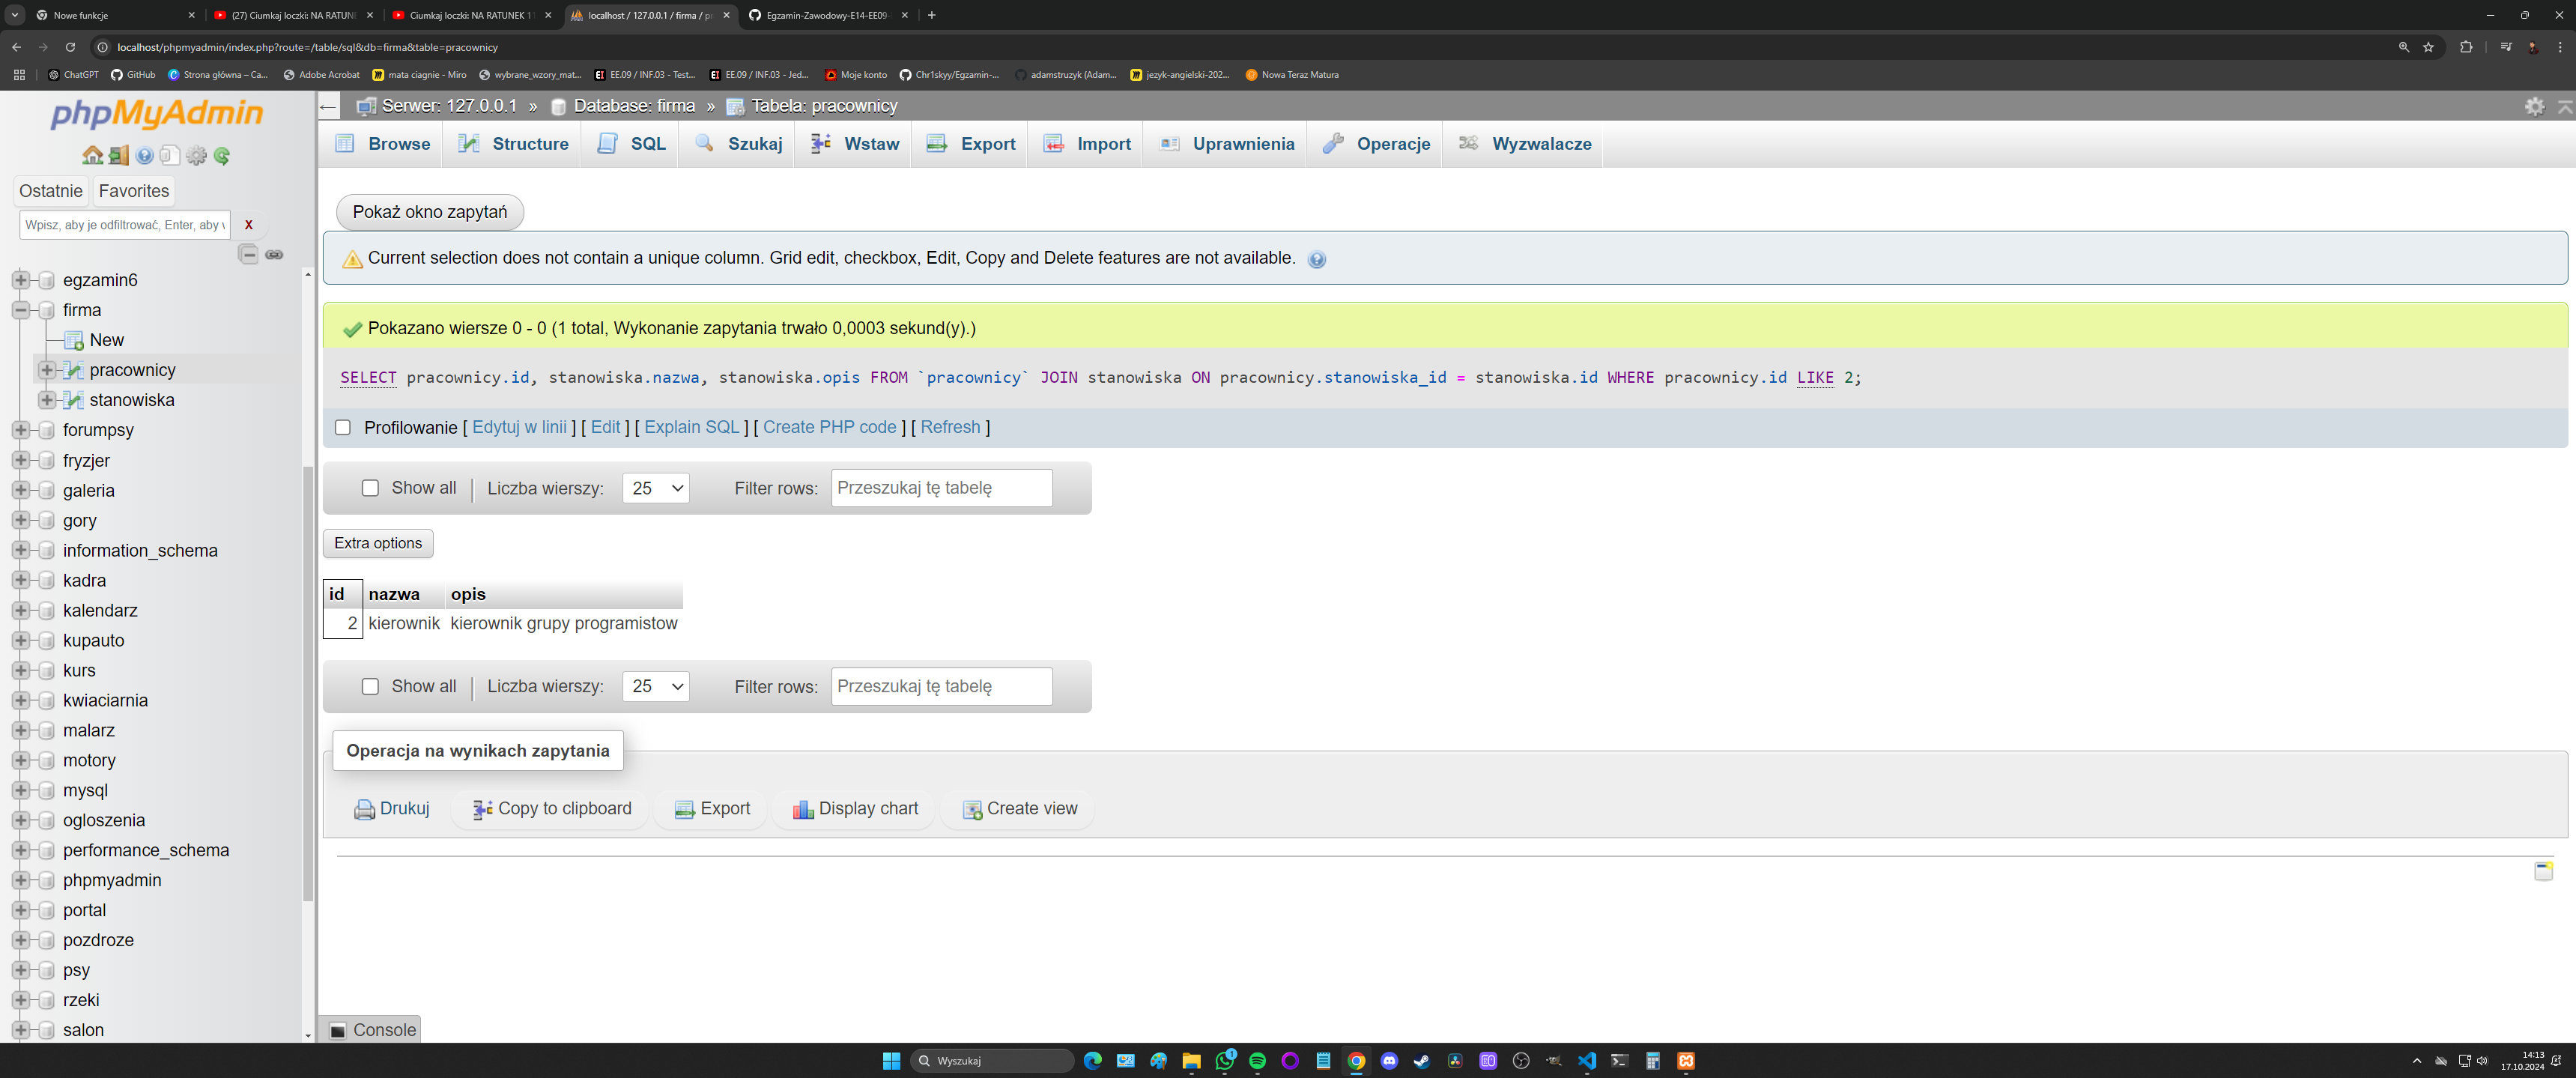 Nowe funkcje
(27) Ciumkaj loczki: NA RATUNE
Ciumkaj loczki: NA RATUNEK 1
localhost / 127.0.0.1 / firma / p
Egzamin-Zawodowy-E14-EE09-
localhost/phpmyadmin/index.php?route=/table/sql&db=firma&table=pracownicy
ChatGPT
GitHub
Strona główna – Ca...
Adobe Acrobat
mata ciagnie - Miro
wybrane_wzory_mat...
EE.09 / INF.03 - Test...
EE.09 / INF.03 - Jed...
Moje konto
Chr1skyy/Egzamin-...
adamstruzyk (Adam...
jezyk-angielski-202...
Nowa Teraz Matura
phpMyAdmin
Serwer: 127.0.0.1 » Database: firma » Tabela: pracownicy
Browse Structure SQL Szukaj Wstaw Export Import Uprawnienia Operacje Wyzwalacze
Ostatnie Favorites
Wpisz, aby je odfiltrować, Enter, aby w
X
egzamin6
firma
New
pracownicy
stanowiska
forumpsy
fryzjer
galeria
gory
information_schema
kadra
kalendarz
kupauto
kurs
kwiaciarnia
malarz
motory
mysql
ogloszenia
performance_schema
phpmyadmin
portal
pozdroze
psy
rzeki
salon
Pokaż okno zapytań
Current selection does not contain a unique column. Grid edit, checkbox, Edit, Copy and Delete features are not available.
Pokazano wiersze 0 - 0 (1 total, Wykonanie zapytania trwało 0,0003 sekund(y).)
SELECT pracownicy.id, stanowiska.nazwa, stanowiska.opis FROM `pracownicy` JOIN stanowiska ON pracownicy.stanowiska_id = stanowiska.id WHERE pracownicy.id LIKE 2;
Profilowanie [ Edytuj w linii ] [ Edit ] [ Explain SQL ] [ Create PHP code ] [ Refresh ]
Show all | Liczba wierszy: 25 Filter rows: Przeszukaj tę tabelę
Extra options
id nazwa opis
2 kierownik kierownik grupy programistow
Show all | Liczba wierszy: 25 Filter rows: Przeszukaj tę tabelę
Operacja na wynikach zapytania
Drukuj Copy to clipboard Export Display chart Create view
Console
Wyszukaj
1
14:13
17.10.2024